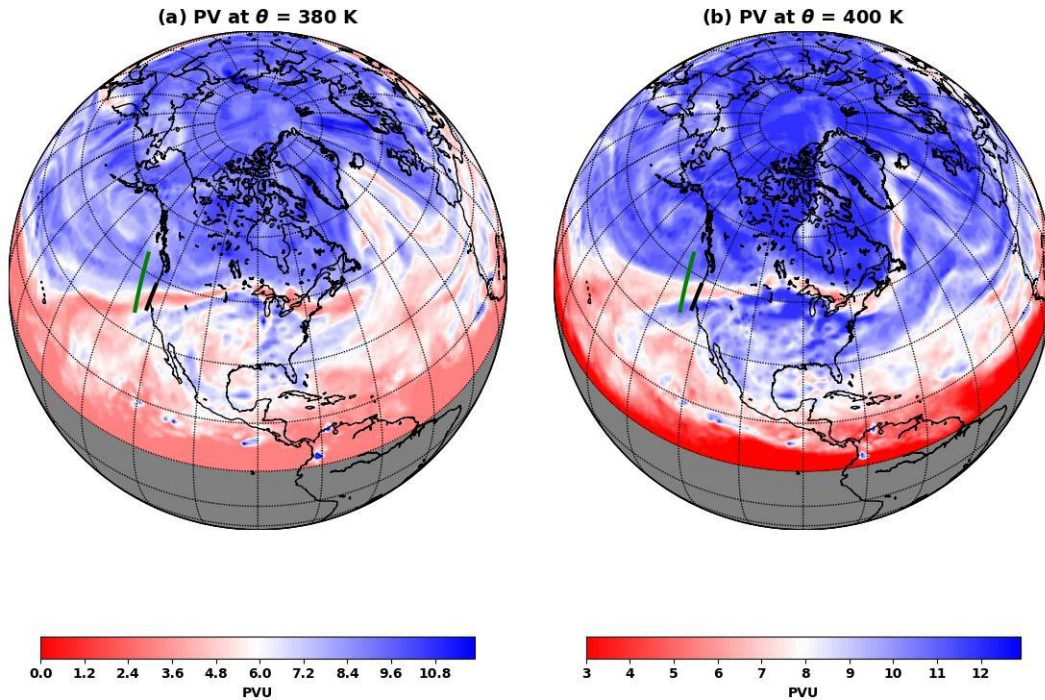 (a) PV at θ = 380 K
(b) PV at θ = 400 K
0.0 1.2 2.4 3.6 4.8 6.0 7.2 8.4 9.6 10.8
PVU
3 4 5 6 7 8 9 10 11 12
PVU